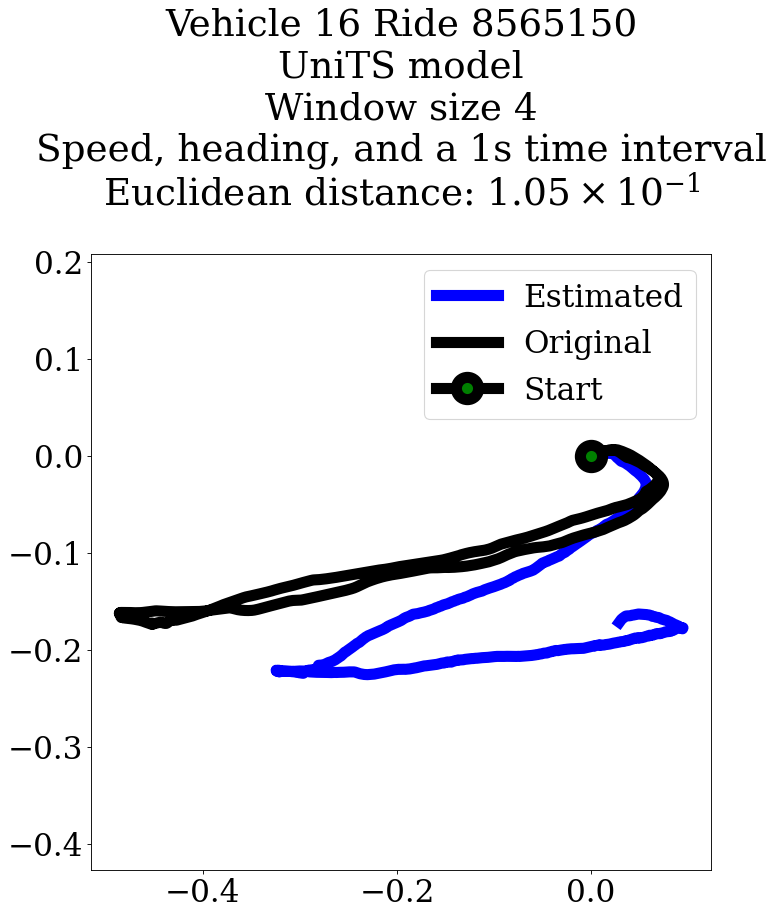 Vehicle 16 Ride 8565150
UniTS model
Window size 4
Speed, heading, and a 1s time interval
Euclidean distance: 1.05 × 10⁻¹
Estimated
Original
Start
0.2
0.1
0.0
−0.1
−0.2
−0.3
−0.4
−0.4 −0.2 0.0